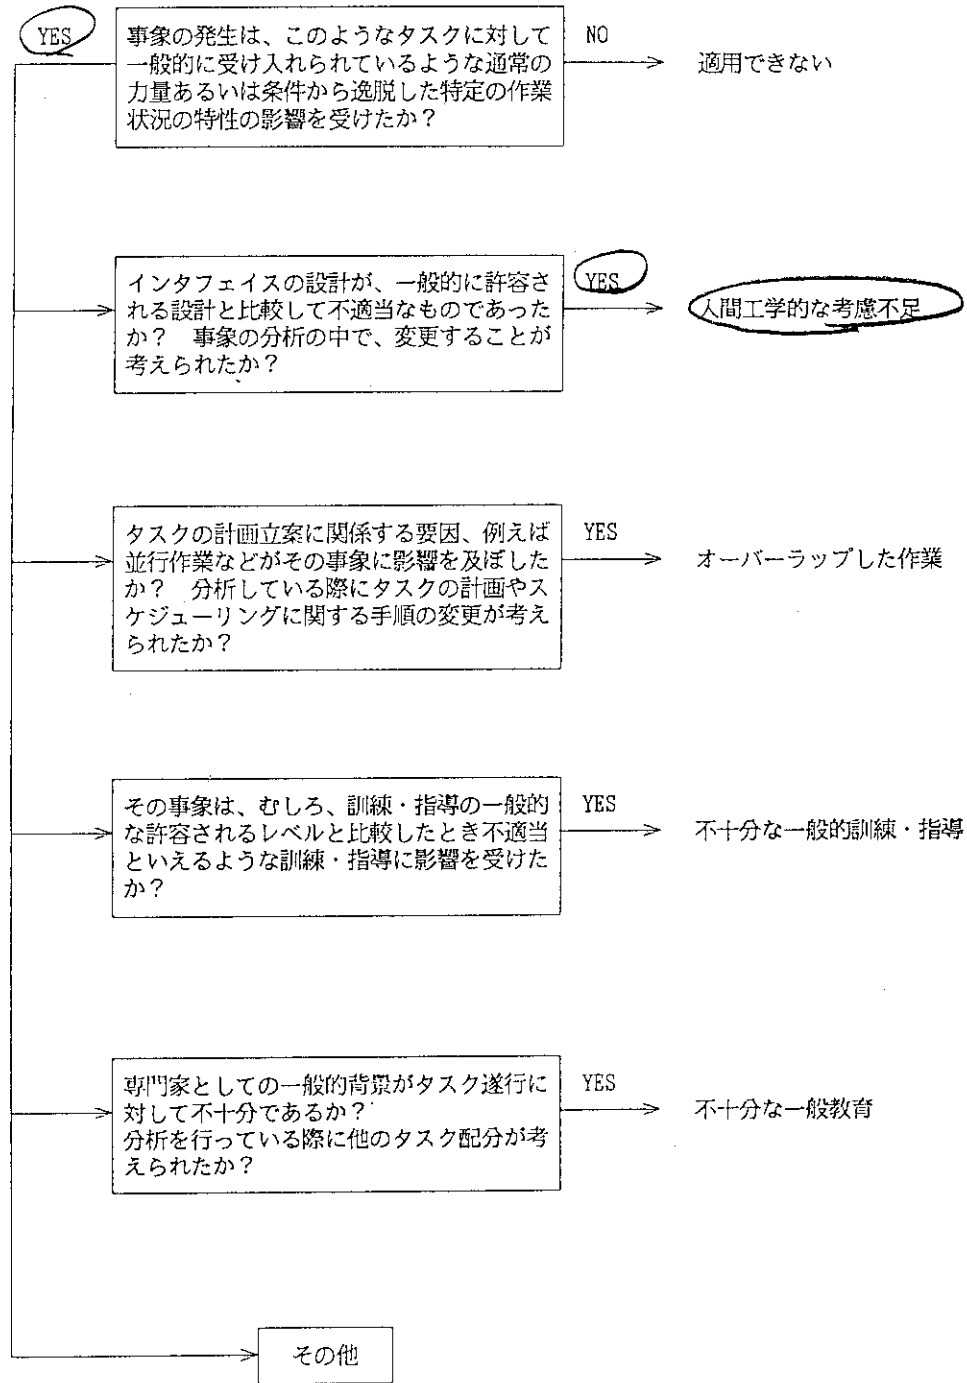 YES
事象の発生は、このようなタスクに対して
一般的に受け入れられているような通常の
力量あるいは条件から逸脱した特定の作業
状況の特性の影響を受けたか？
NO
適用できない
インタフェイスの設計が、一般的に許容さ
れる設計と比較して不適当なものであった
か？　事象の分析の中で、変更することが
考えられたか？
YES
人間工学的な考慮不足
タスクの計画立案に関係する要因、例えば
並行作業などがその事象に影響を及ぼした
か？　分析している際にタスクの計画やス
ケジューリングに関する手順の変更が考え
られたか？
YES
オーバーラップした作業
その事象は、むしろ、訓練・指導の一般的
な許容されるレベルと比較したとき不適当
といえるような訓練・指導に影響を受けた
か？
YES
不十分な一般的訓練・指導
専門家としての一般的背景がタスク遂行に
対して不十分であるか？
分析を行っている際に他のタスク配分が考
えられたか？
YES
不十分な一般教育
その他